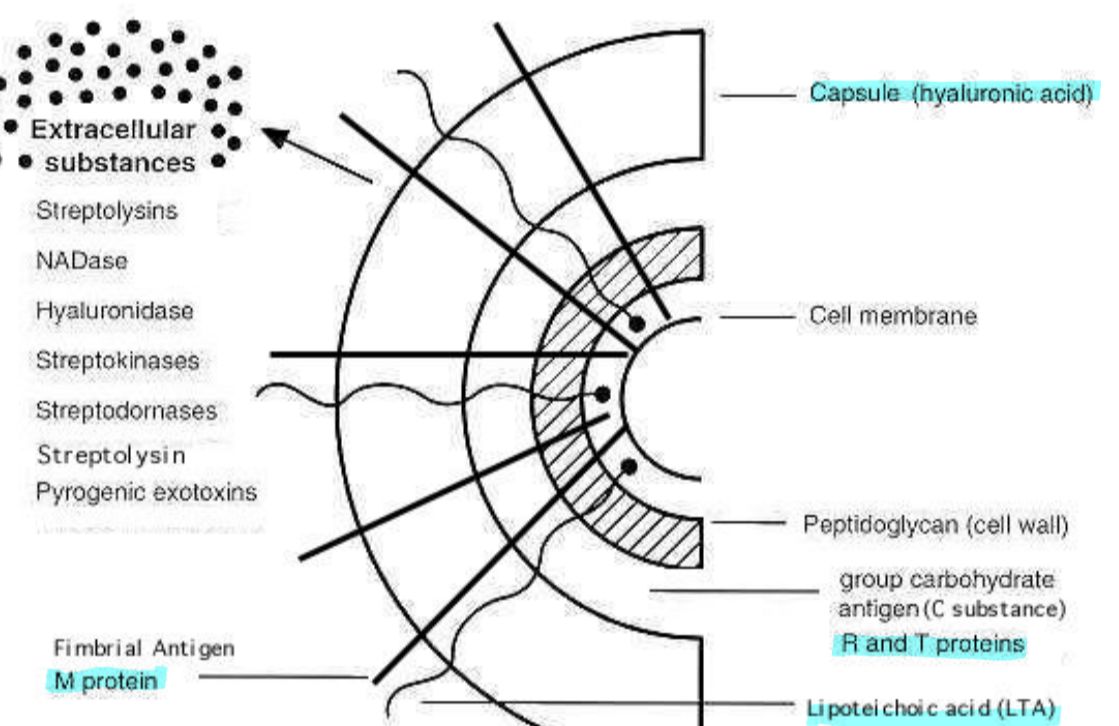 Extracellular
substances
Streptolysins
NADase
Hyaluronidase
Streptokinases
Streptodornases
Streptolysin
Pyrogenic exotoxins
Fimbrial Antigen
M protein
Capsule (hyaluronic acid)
Cell membrane
Peptidoglycan (cell wall)
group carbohydrate
antigen (C substance)
R and T proteins
Lipoteichoic acid (LTA)